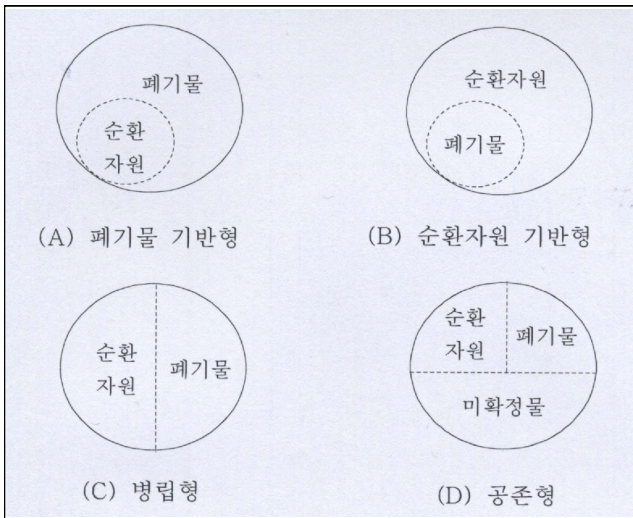 폐기물
순환
자원
(A) 폐기물 기반형
순환자원
폐기물
(B) 순환자원 기반형
순환
자원
폐기물
(C) 병립형
순환
자원
폐기물
미확정물
(D) 공존형